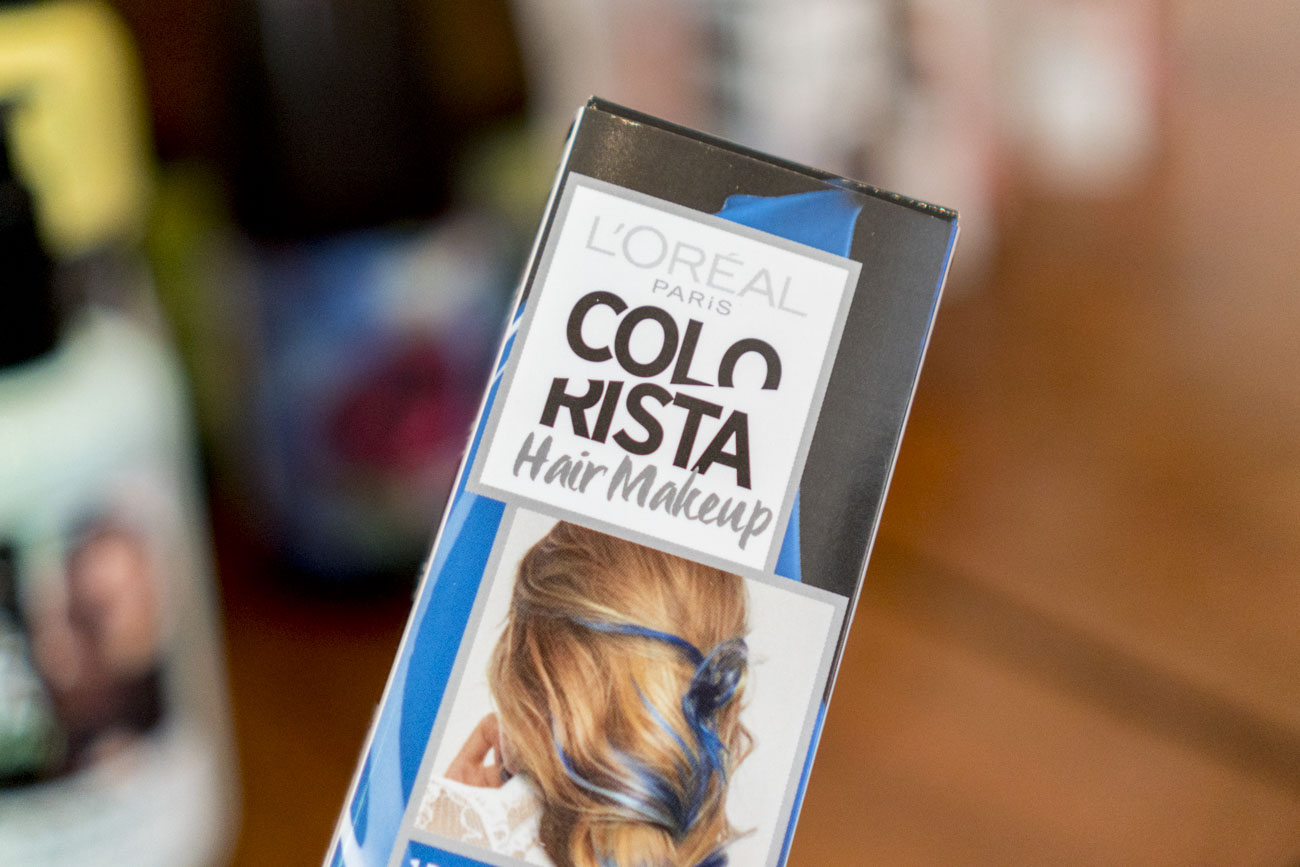 L'ORÉAL
PARiS
COLO
RISTA
Hair Makeup